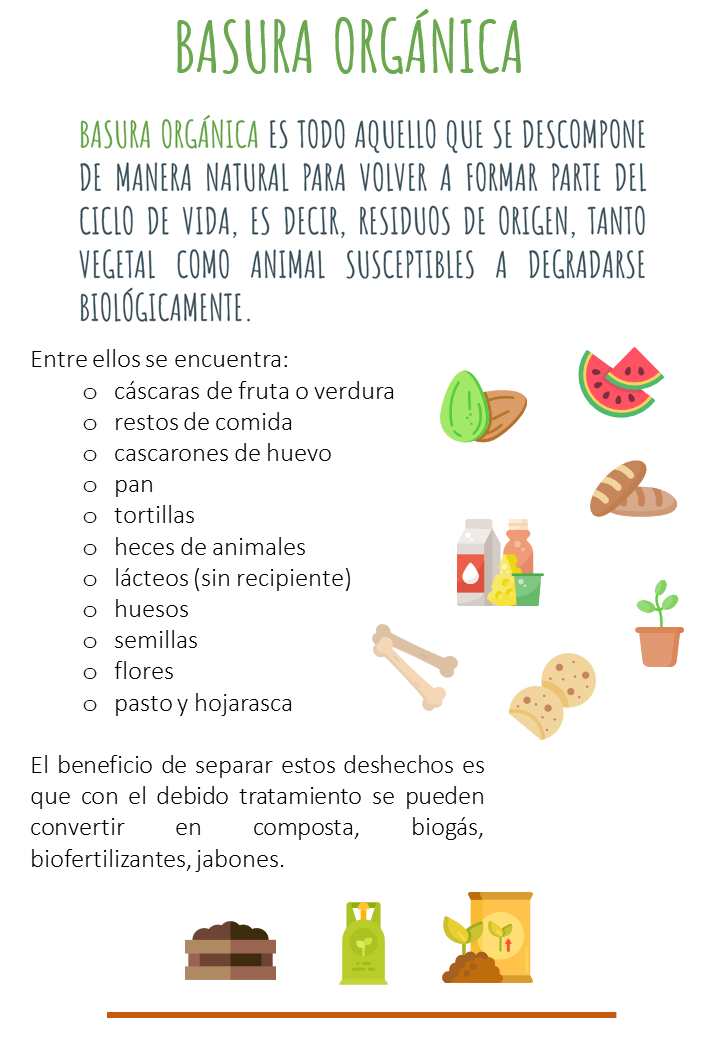 BASURA ORGÁNICA
BASURA ORGÁNICA ES TODO AQUELLO QUE SE DESCOMPONE
DE MANERA NATURAL PARA VOLVER A FORMAR PARTE DEL
CICLO DE VIDA, ES DECIR, RESIDUOS DE ORIGEN, TANTO
VEGETAL COMO ANIMAL SUSCEPTIBLES A DEGRADARSE
BIOLÓGICAMENTE.
Entre ellos se encuentra:
o cáscaras de fruta o verdura
o restos de comida
o cascarones de huevo
o pan
o tortillas
o heces de animales
o lácteos (sin recipiente)
o huesos
o semillas
o flores
o pasto y hojarasca
El beneficio de separar estos deshechos es
que con el debido tratamiento se pueden
convertir en composta, biogás,
biofertilizantes, jabones.